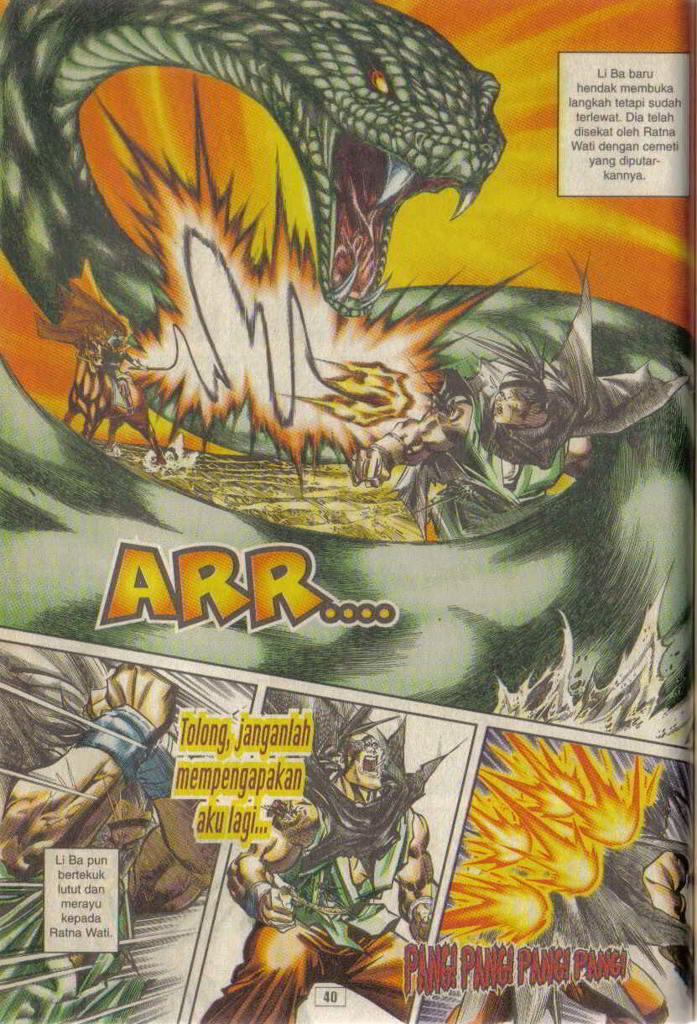 Li Ba baru
hendak membuka
langkah tetapi sudah
terlewat. Dia telah
disekat oleh Ratna
Wati dengan cemeti
yang diputar-
kannya.
ARR....
Tolong, janganlah
mempengapakan
aku lagi...
Li Ba pun
bertekuk
lutut dan
merayu
kepada
Ratna Wati.
PANG! PANG! PANG! PANG!
40